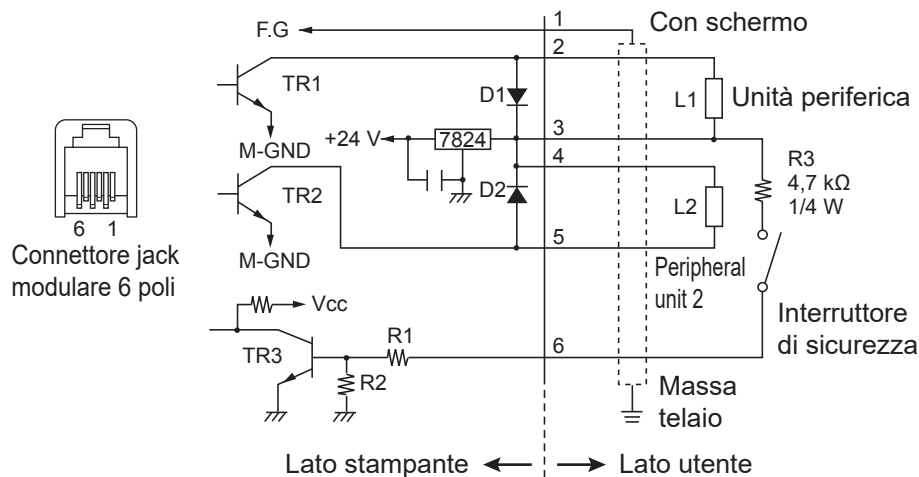 1
F.G
Con schermo
2
TR1
D1
L1
Unità periferica
M-GND
+24 V
7824
3
4
R3
4,7 kΩ
1/4 W
TR2
D2
L2
6 1
Connettore jack
modulare 6 poli
M-GND
5
Peripheral
unit 2
Vcc
Interruttore
di sicurezza
TR3
R1
6
R2
Massa
telaio
Lato stampante
Lato utente